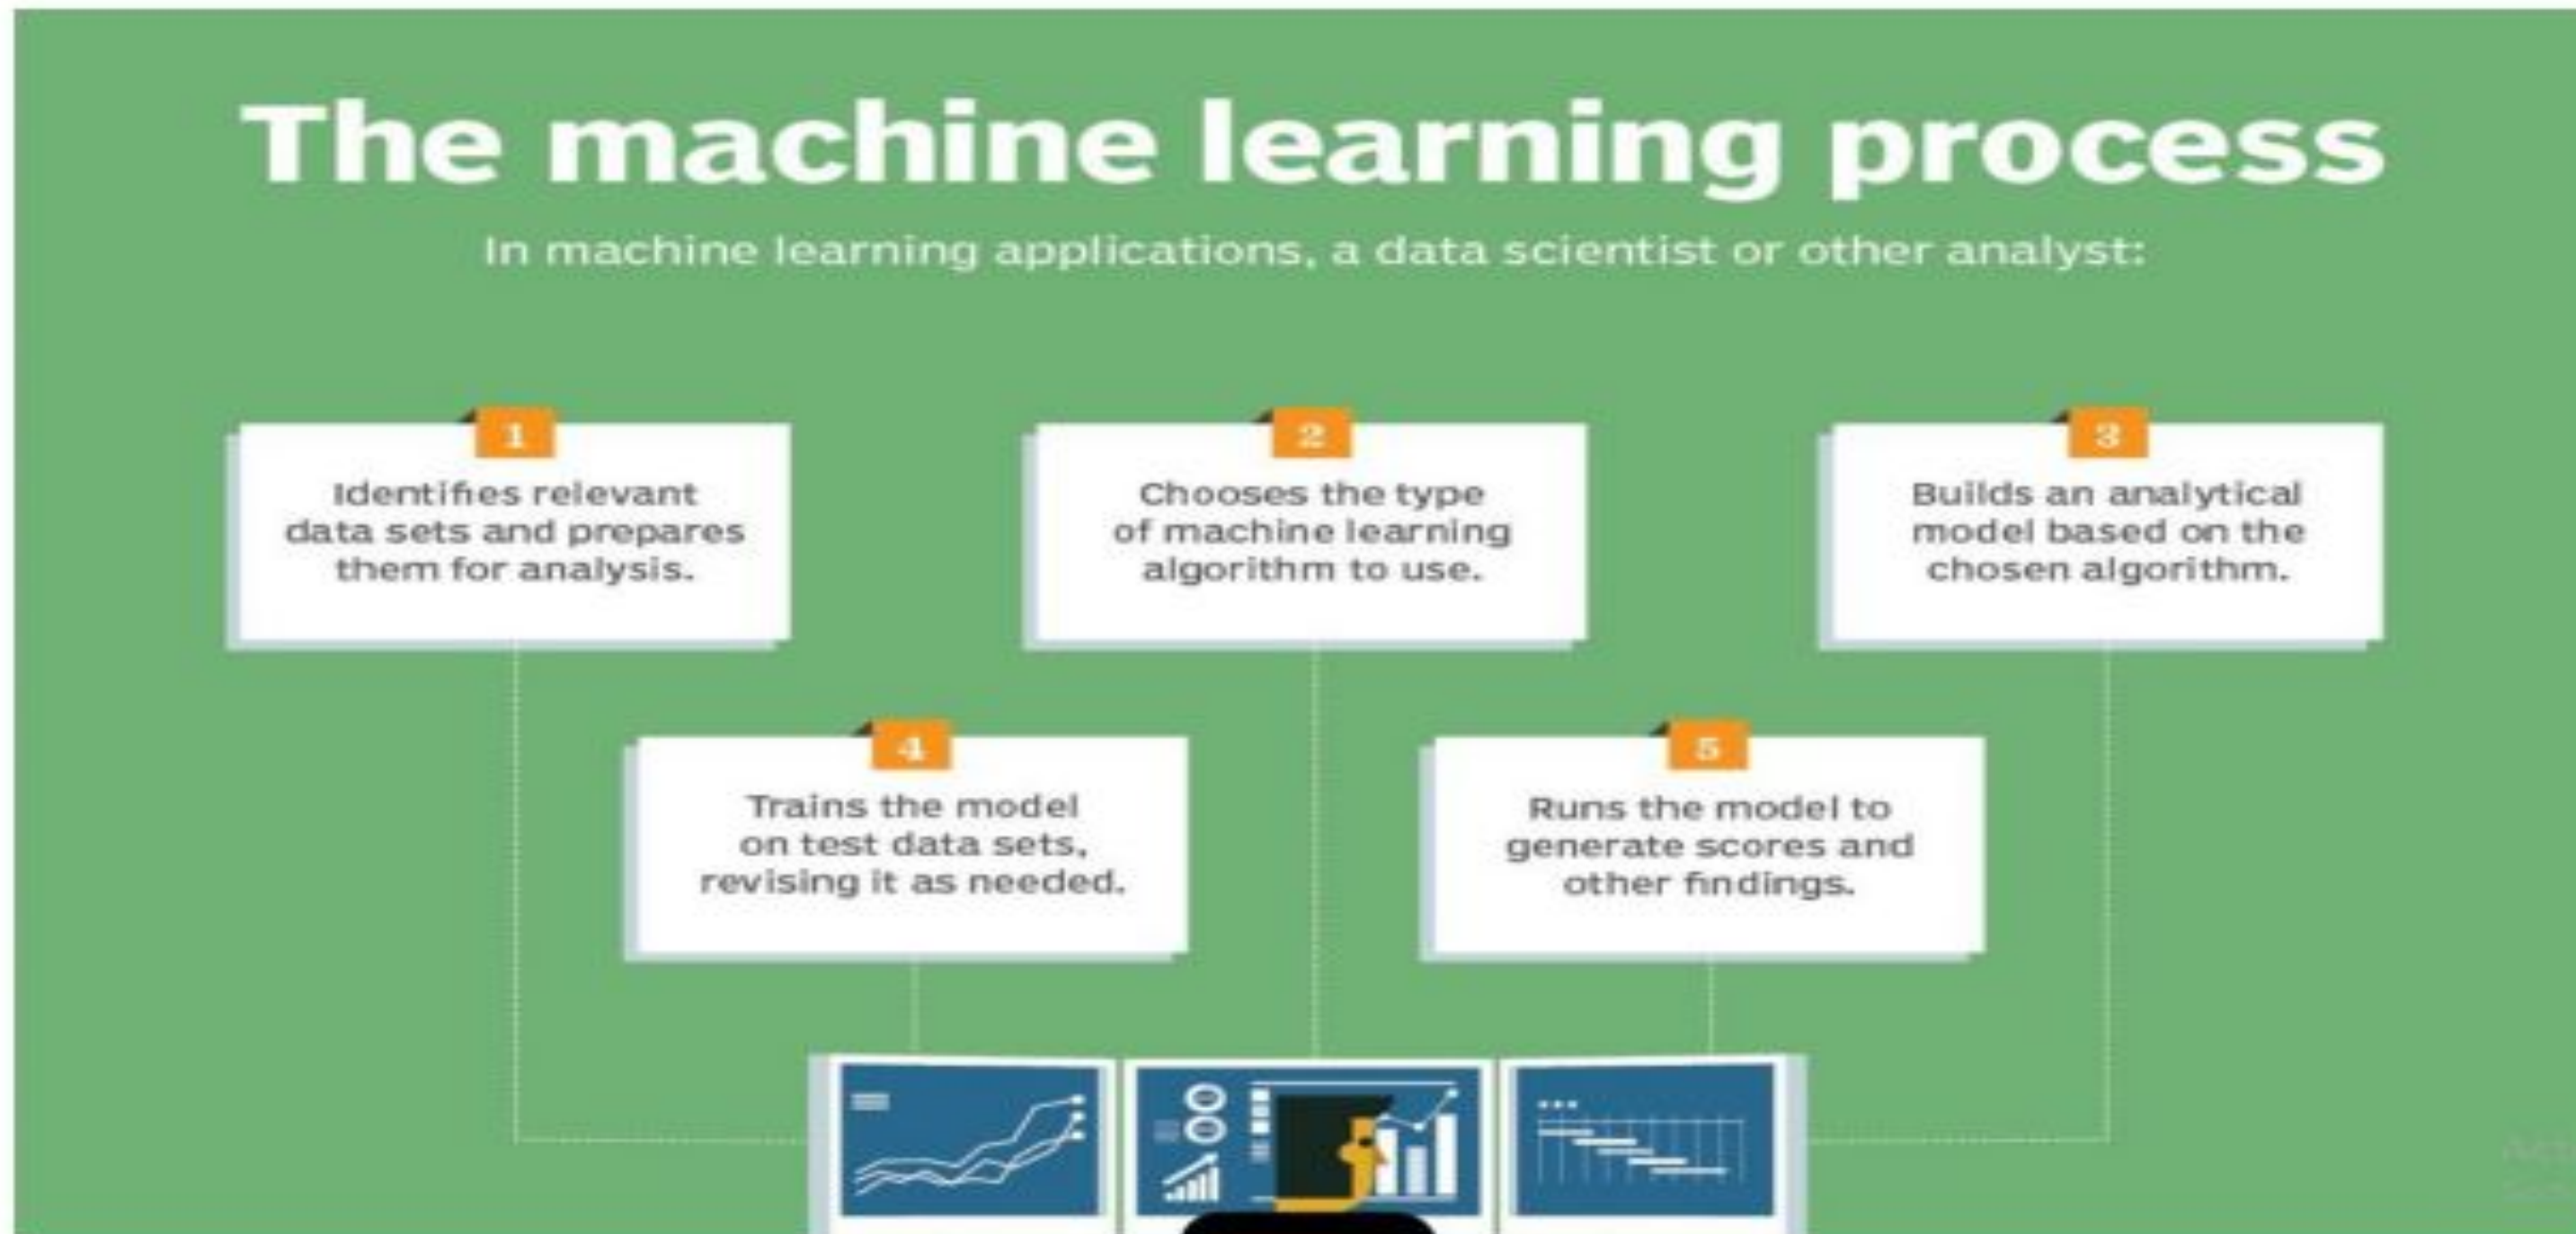 The machine learning process
In machine learning applications, a data scientist or other analyst:
1
Identifies relevant
data sets and prepares
them for analysis.
2
Chooses the type
of machine learning
algorithm to use.
3
Builds an analytical
model based on the
chosen algorithm.
4
Trains the model
on test data sets,
revising it as needed.
5
Runs the model to
generate scores and
other findings.